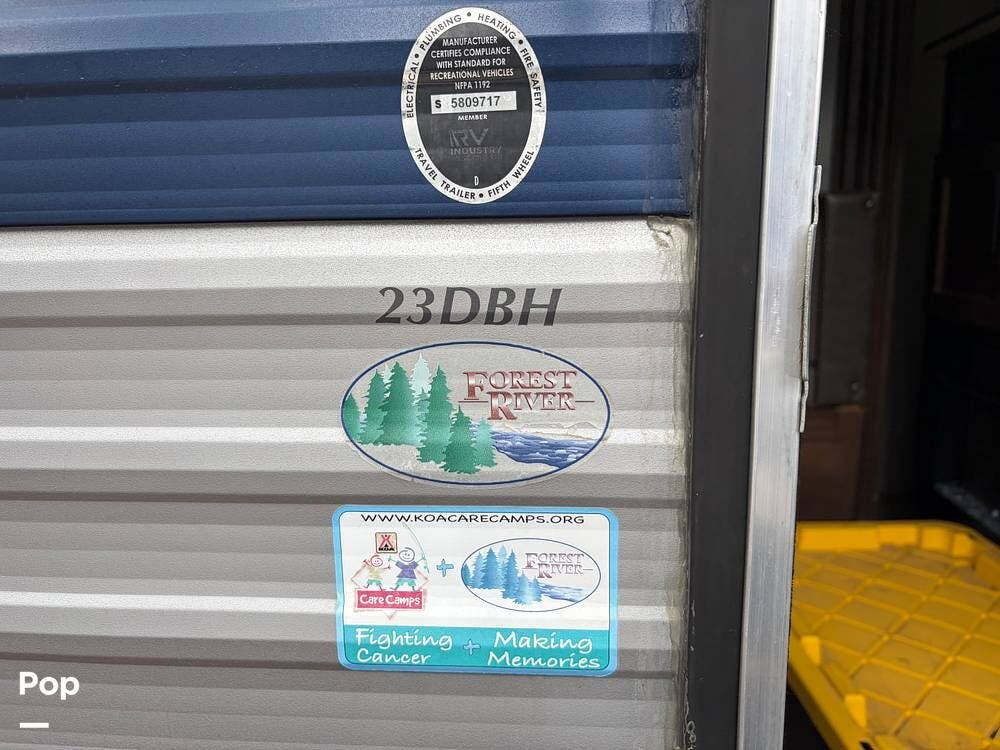 ELECTRICAL • PLUMBING • HEATING • FIRE SAFETY
MANUFACTURER
CERTIFIES COMPLIANCE
WITH STANDARD FOR
RECREATIONAL VEHICLES
NFPA 1192
S 5809717
MEMBER
RV
INDUSTRY
D
TRAVEL TRAILER • FIFTH WHEEL
23DBH
FOREST
RIVER
WWW.KOACARECAMPS.ORG
KOA
Care Camps
+
FOREST
RIVER
Fighting + Making
Cancer Memories
Pop